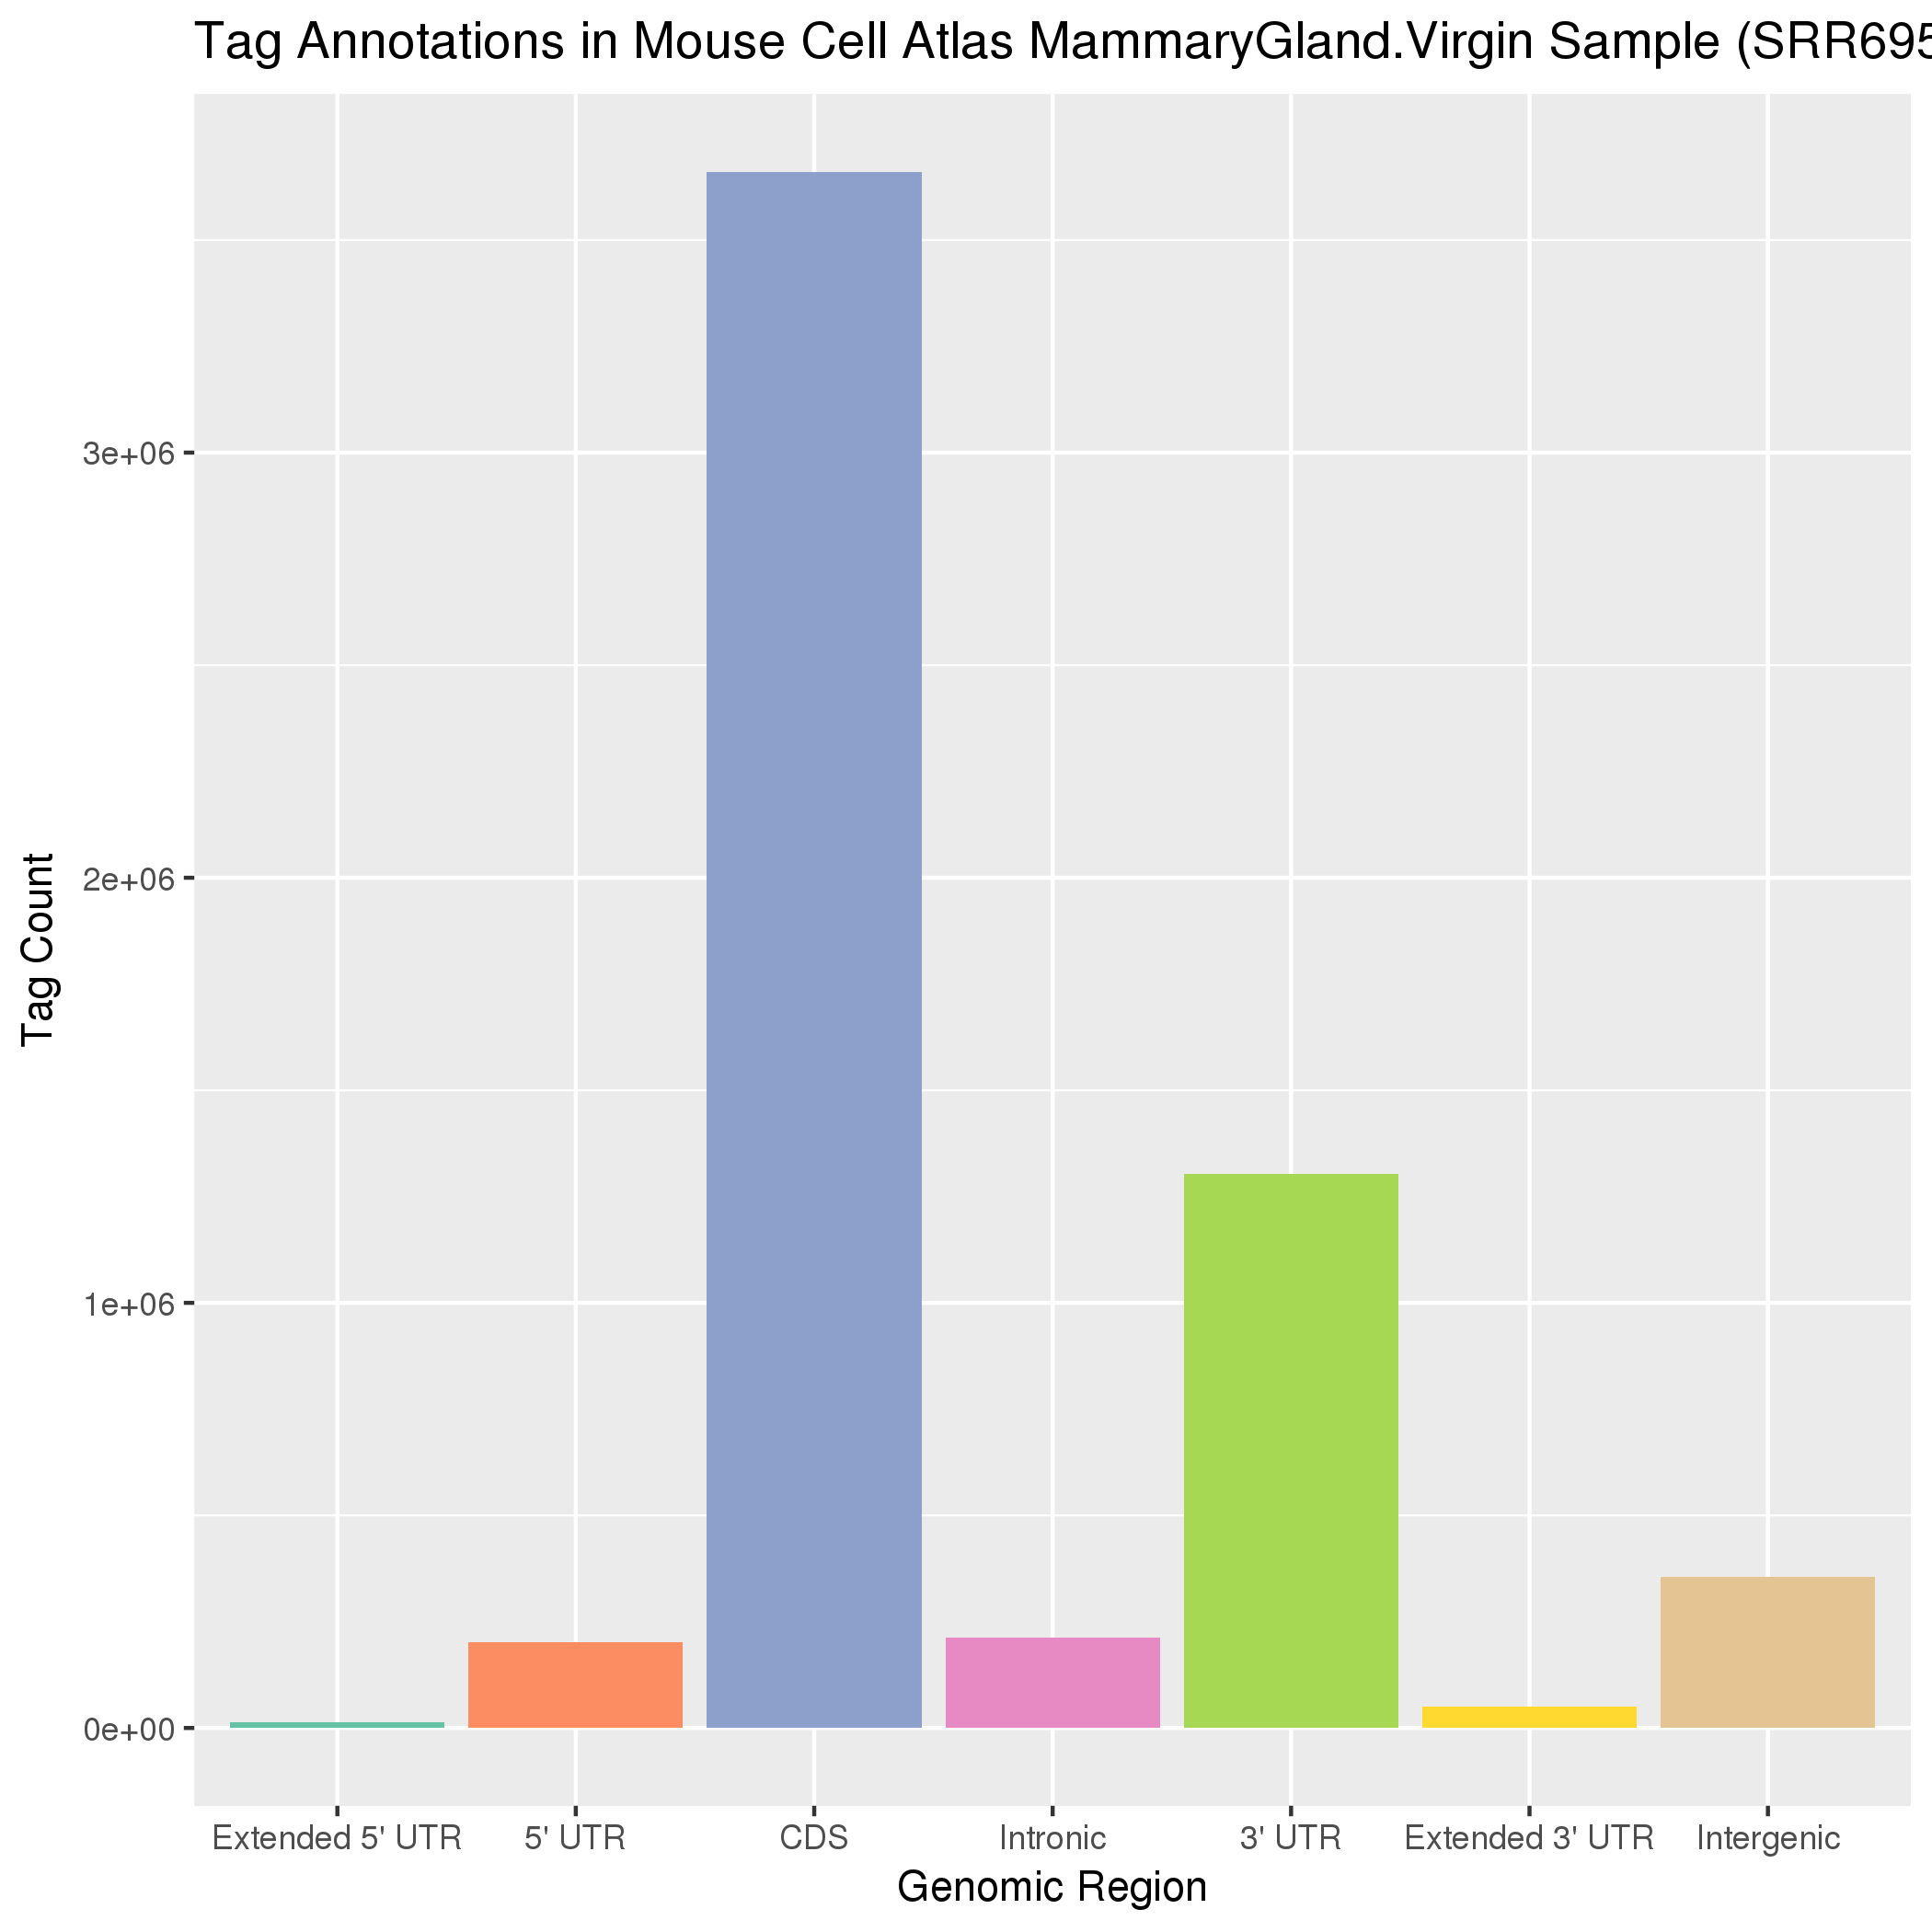 Tag Annotations in Mouse Cell Atlas MammaryGland.Virgin Sample (SRR695
3e+06
2e+06
1e+06
0e+00
Tag Count
Extended 5' UTR 5' UTR CDS Intronic 3' UTR Extended 3' UTR Intergenic
Genomic Region